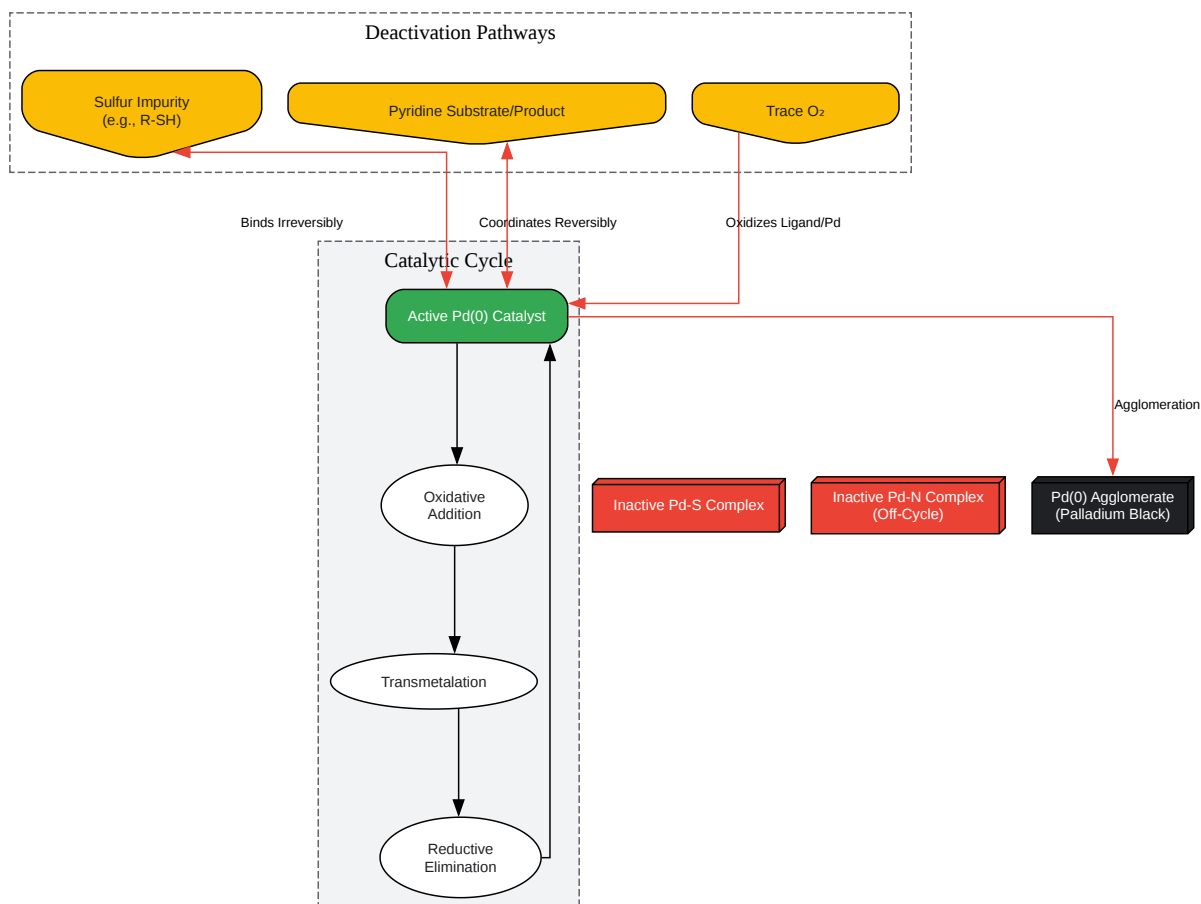 Deactivation Pathways
Sulfur Impurity
(e.g., R-SH)
Pyridine Substrate/Product
Trace O₂
Binds Irreversibly
Coordinates Reversibly
Oxidizes Ligand/Pd
Catalytic Cycle
Active Pd(0) Catalyst
Agglomeration
Oxidative
Addition
Inactive Pd-S Complex
Inactive Pd-N Complex
(Off-Cycle)
Pd(0) Agglomerate
(Palladium Black)
Transmetalation
Reductive
Elimination